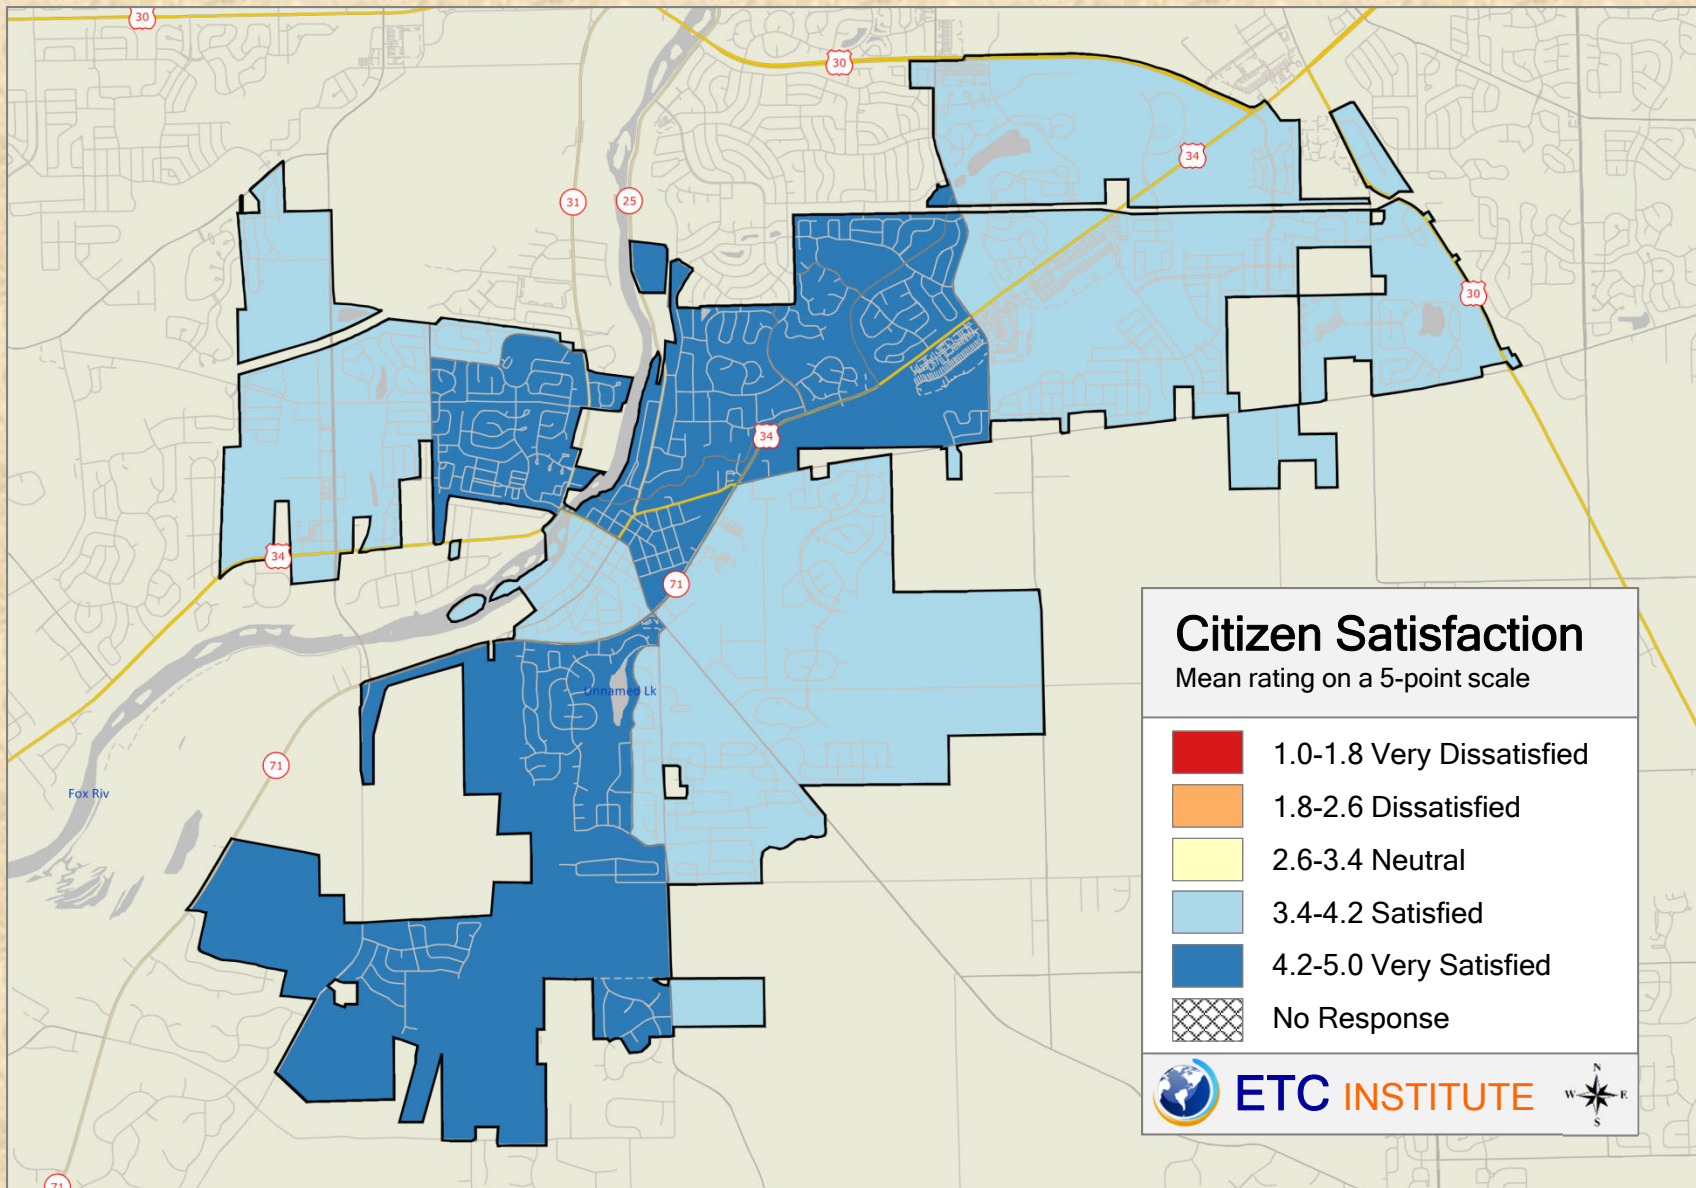 30
30
34
31
25
30
34
34
71
Unnamed Lk
71
Fox Riv
71
Citizen Satisfaction
Mean rating on a 5-point scale
1.0-1.8 Very Dissatisfied
1.8-2.6 Dissatisfied
2.6-3.4 Neutral
3.4-4.2 Satisfied
4.2-5.0 Very Satisfied
No Response
ETC INSTITUTE
N
W E
S